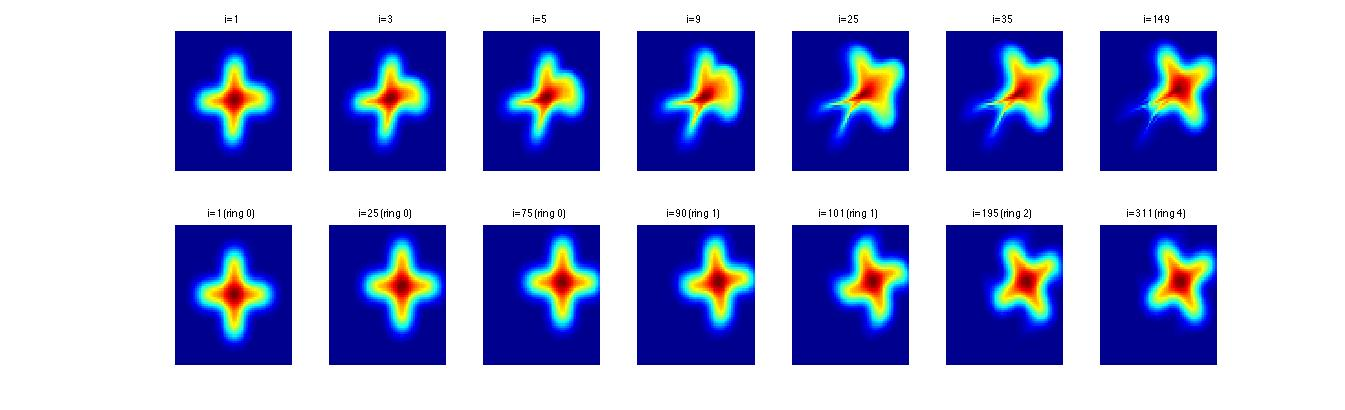 i=1
i=3
i=5
i=9
i=25
i=35
i=149
i=1(ring 0)
i=25(ring 0)
i=75(ring 0)
i=90(ring 1)
i=101(ring 1)
i=195(ring 2)
i=311(ring 4)